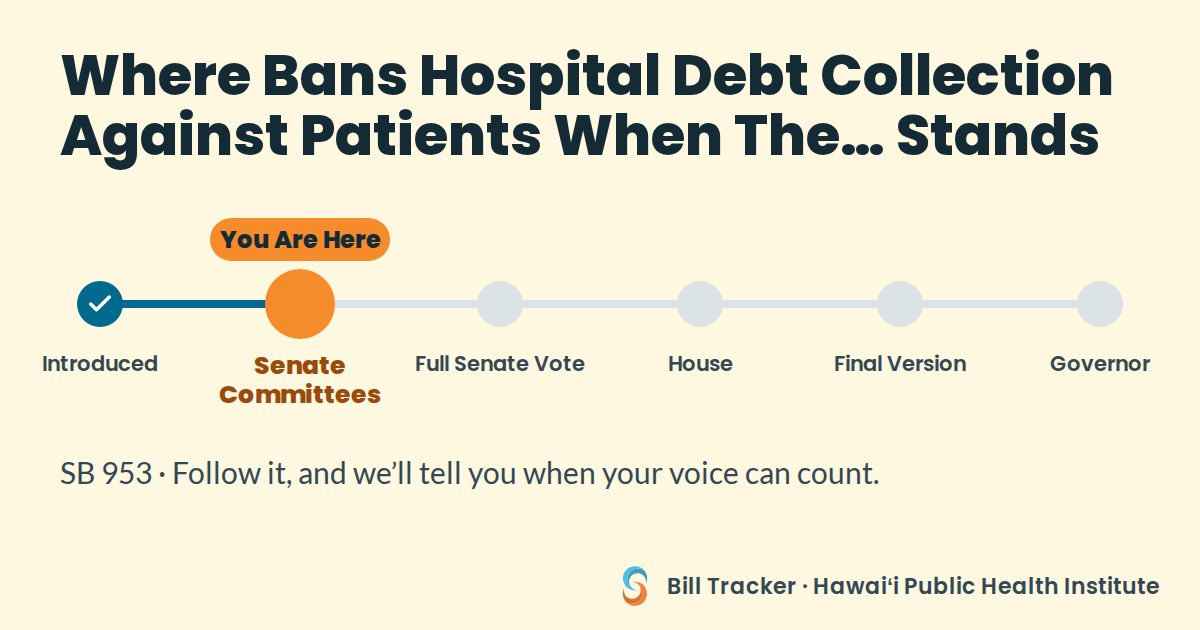 Where Bans Hospital Debt Collection
Against Patients When The... Stands
You Are Here
Introduced
Senate
Committees
Full Senate Vote
House
Final Version
Governor
SB 953 · Follow it, and we’ll tell you when your voice can count.
Bill Tracker · Hawaiʻi Public Health Institute